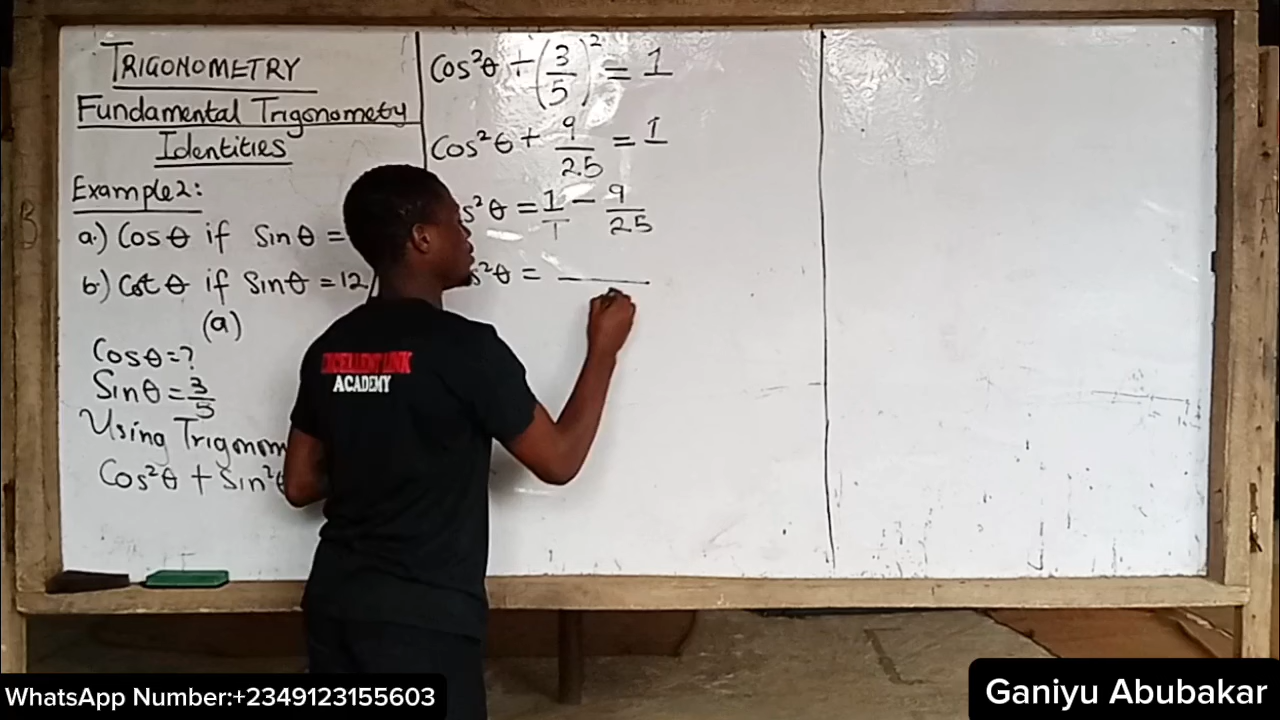 TRIGONOMETRY
Fundamental Trigonometry
Identities
Example 2:
a.) Cos θ if Sin θ =
b.) Cot θ if Sin θ = 12/
(a)
Cos θ = ?
Sin θ = 3/5
Using Trigonom
Cos²θ + Sin²θ
Cos²θ + (3/5)² = 1
Cos²θ + 9/25 = 1
os²θ = 1/1 − 9/25
os²θ =
EXCELLENT LINK
ACADEMY
WhatsApp Number:+2349123155603
Ganiyu Abubakar